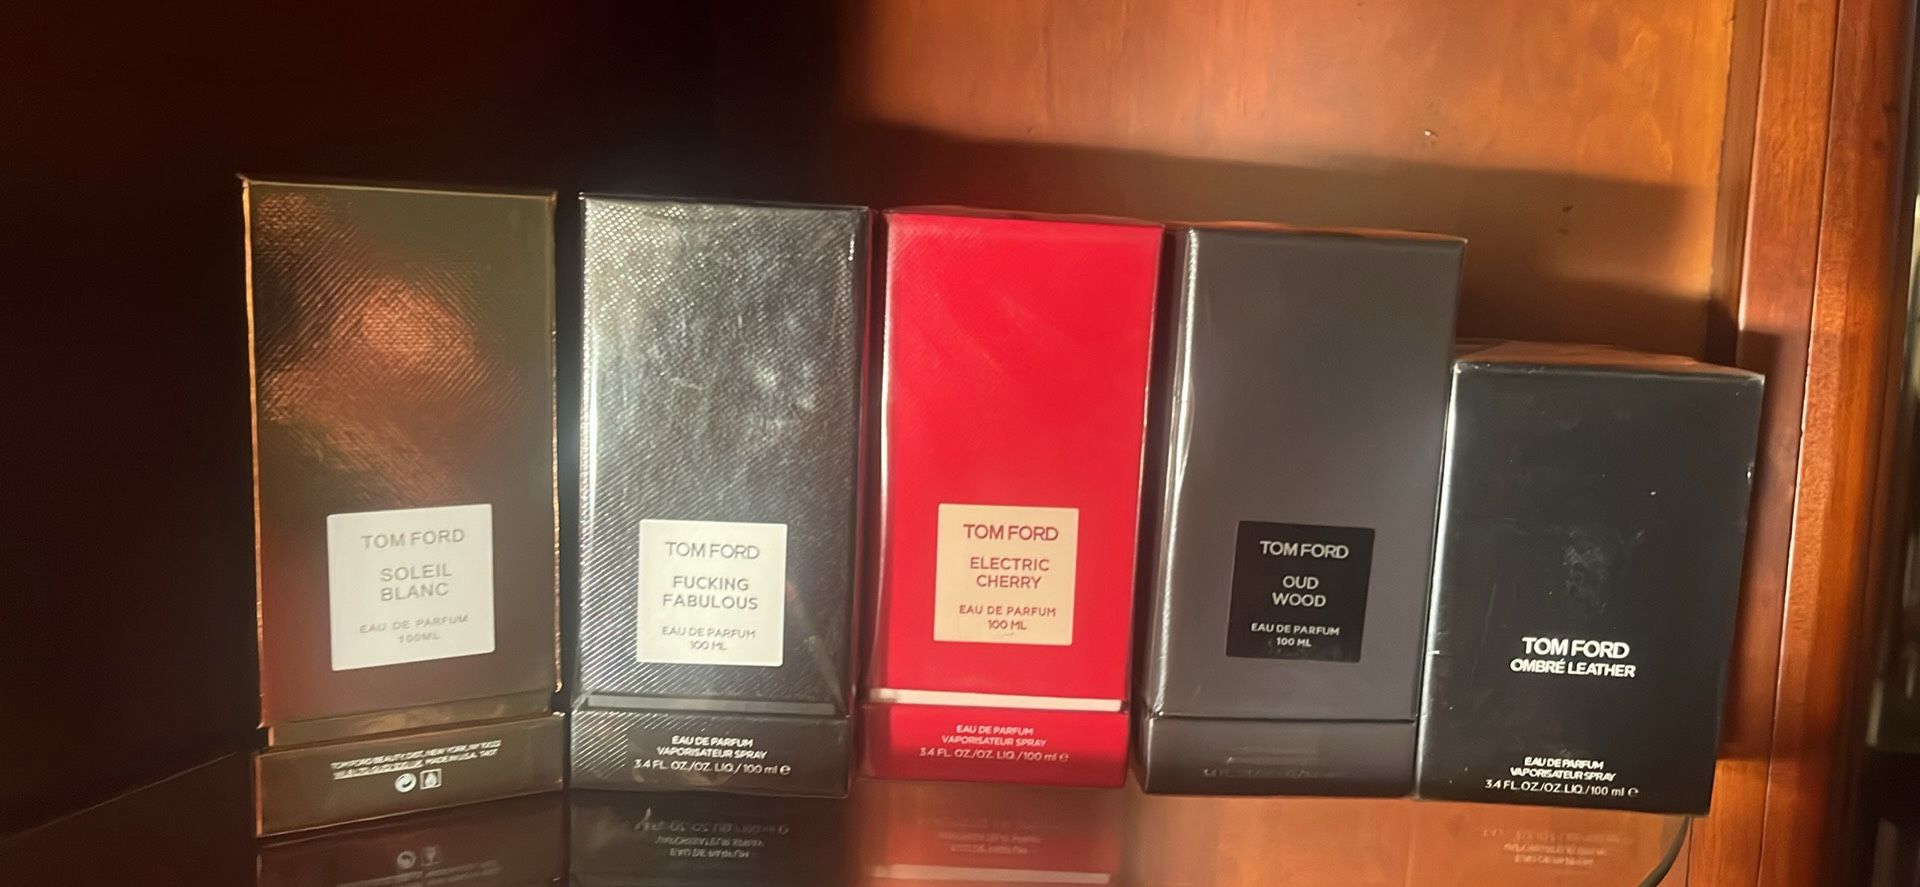 TOM FORD
SOLEIL
BLANC
EAU DE PARFUM
100ML
TOM FORD
FUCKING
FABULOUS
EAU DE PARFUM
100 ML
EAU DE PARFUM
VAPORISATEUR SPRAY
3.4 FL. OZ./OZ. LIQ./100 ml e
TOM FORD
ELECTRIC
CHERRY
EAU DE PARFUM
100 ML
EAU DE PARFUM
VAPORISATEUR SPRAY
3.4 FL. OZ./OZ. LIQ./100 ml e
TOM FORD
OUD
WOOD
EAU DE PARFUM
100 ML
TOM FORD
OMBRÉ LEATHER
EAU DE PARFUM
VAPORISATEUR SPRAY
3.4 FL.OZ./OZ.LIQ./100 ml e